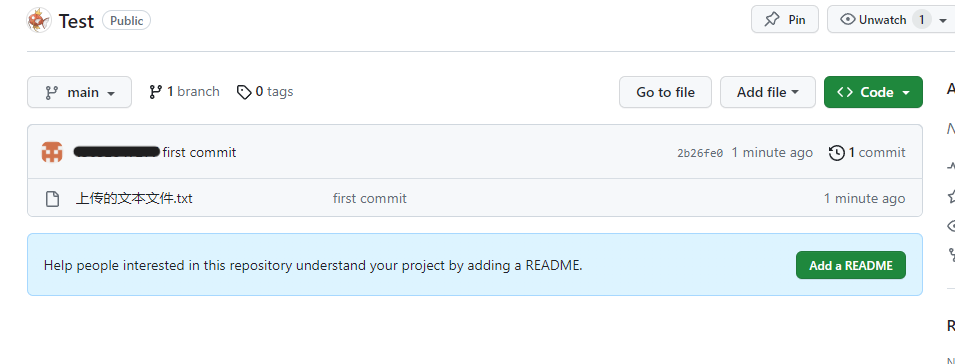 Test Public Pin Unwatch 1
main 1 branch 0 tags Go to file Add file Code
first commit 2b26fe0 1 minute ago 1 commit
上传的文本文件.txt first commit 1 minute ago
Help people interested in this repository understand your project by adding a README. Add a README